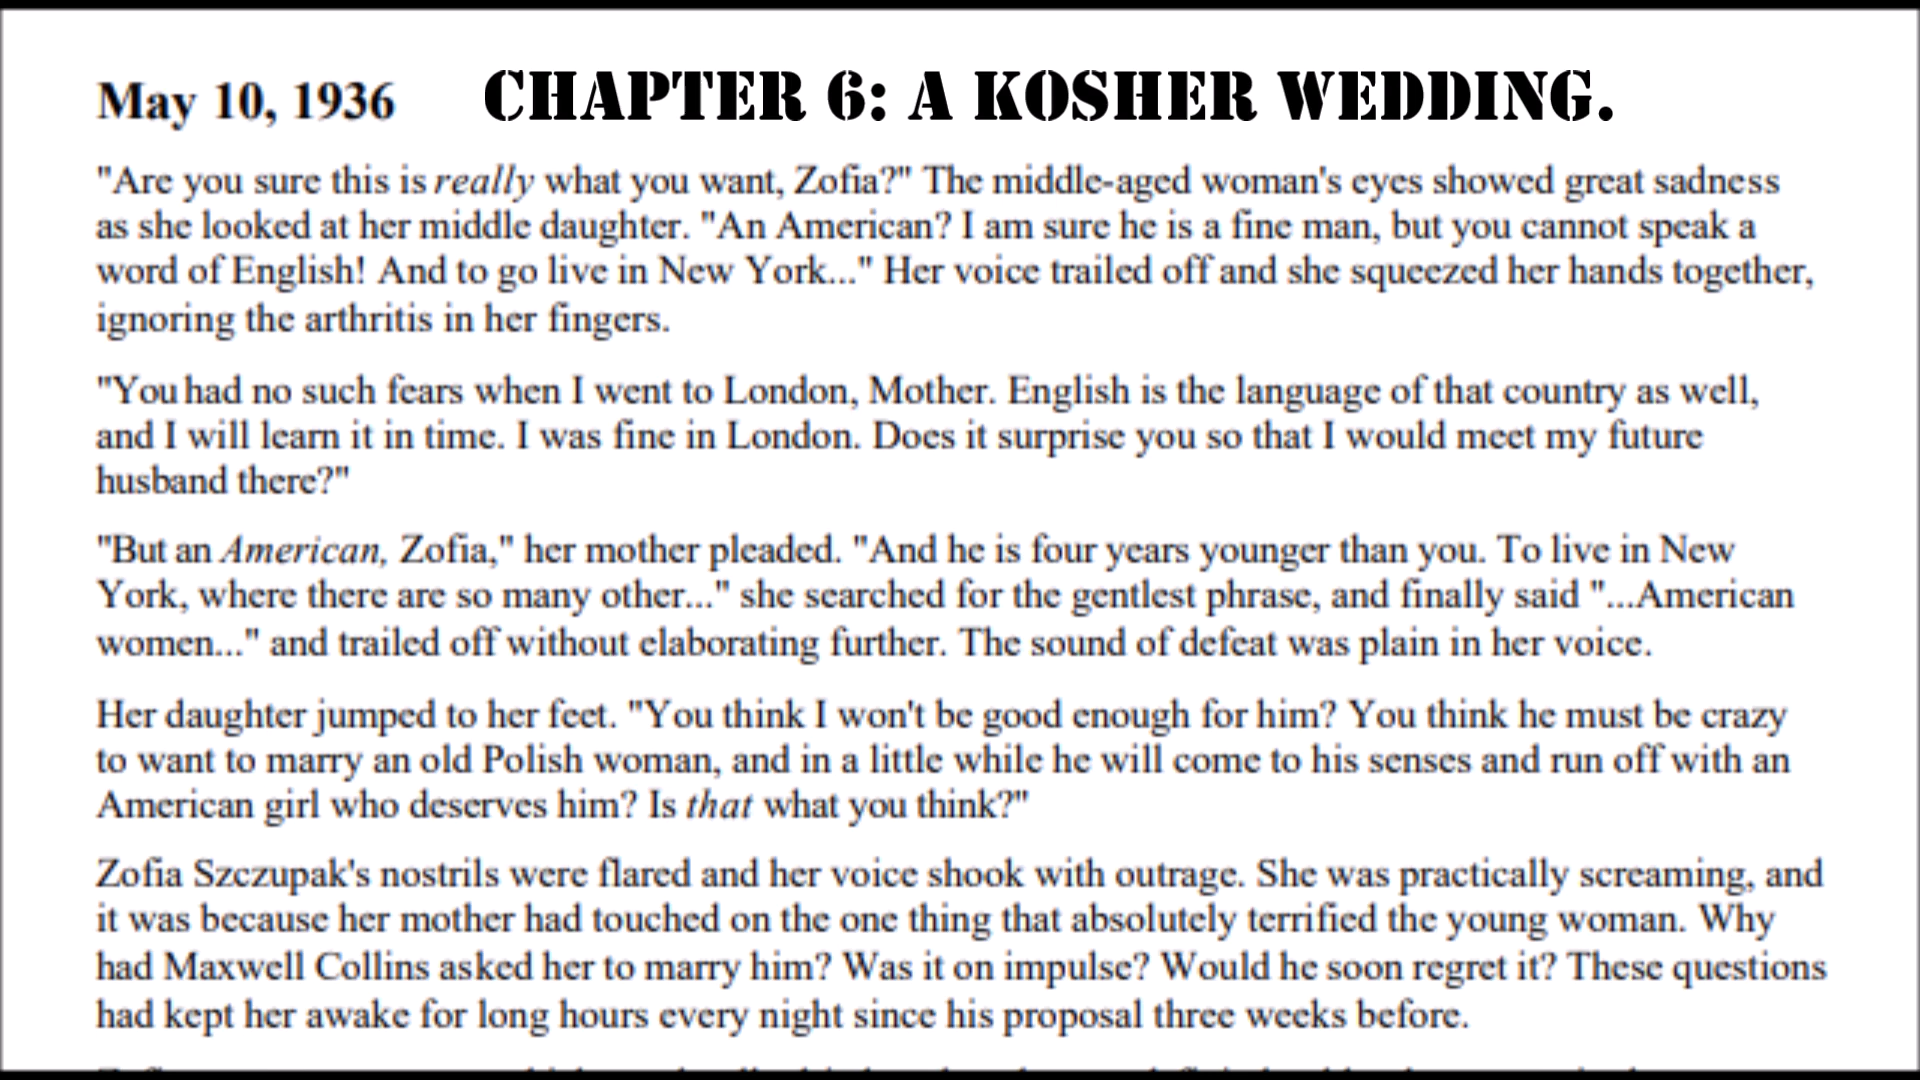 May 10, 1936 CHAPTER 6: A KOSHER WEDDING.
"Are you sure this is really what you want, Zofia?" The middle-aged woman's eyes showed great sadness
as she looked at her middle daughter. "An American? I am sure he is a fine man, but you cannot speak a
word of English! And to go live in New York..." Her voice trailed off and she squeezed her hands together,
ignoring the arthritis in her fingers.
"You had no such fears when I went to London, Mother. English is the language of that country as well,
and I will learn it in time. I was fine in London. Does it surprise you so that I would meet my future
husband there?"
"But an American, Zofia," her mother pleaded. "And he is four years younger than you. To live in New
York, where there are so many other..." she searched for the gentlest phrase, and finally said "...American
women..." and trailed off without elaborating further. The sound of defeat was plain in her voice.
Her daughter jumped to her feet. "You think I won't be good enough for him? You think he must be crazy
to want to marry an old Polish woman, and in a little while he will come to his senses and run off with an
American girl who deserves him? Is that what you think?"
Zofia Szczupak's nostrils were flared and her voice shook with outrage. She was practically screaming, and
it was because her mother had touched on the one thing that absolutely terrified the young woman. Why
had Maxwell Collins asked her to marry him? Was it on impulse? Would he soon regret it? These questions
had kept her awake for long hours every night since his proposal three weeks before.